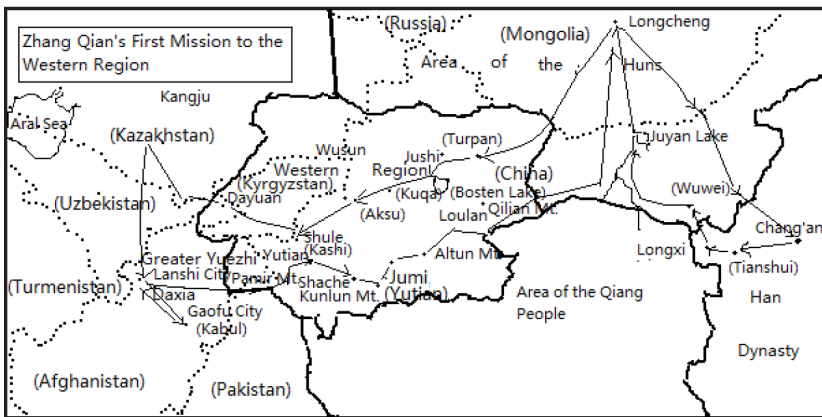 Zhang Qian's First Mission to the
Western Region
(Russia)
(Mongolia)
Longcheng
Area of the
Huns
Kangju
Aral Sea
(Kazakhstan)
Wusun
Jushi
(Turpan)
Juyan Lake
Western
Region
(China)
(Kyrgyzstan)
(Kuqa)
(Bosten Lake)
(Wuwei)
(Uzbekistan)
Dayuan
(Aksu)
Loulan
Qilian Mt.
Chang'an
Shule
(Kashi)
Longxi
Greater Yuezhi
Yutian
Altun Mt.
(Tianshui)
Lanshi City
Pamir Mt.
Shache
Jumi
(Turmenistan)
Daxia
Kunlun Mt.
(Yutian)
Area of the Qiang
People
Han
Gaofu City
(Kabul)
Dynasty
(Afghanistan)
(Pakistan)